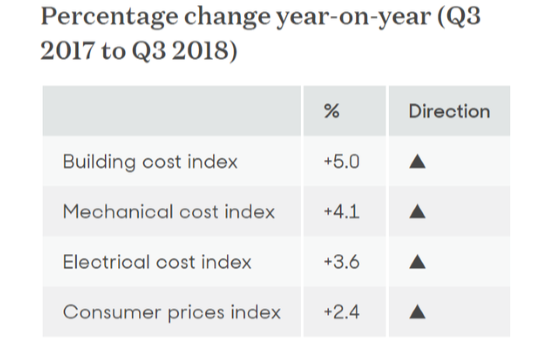 Percentage change year-on-year (Q3
2017 to Q3 2018)
% Direction
Building cost index +5.0 ▲
Mechanical cost index +4.1 ▲
Electrical cost index +3.6 ▲
Consumer prices index +2.4 ▲